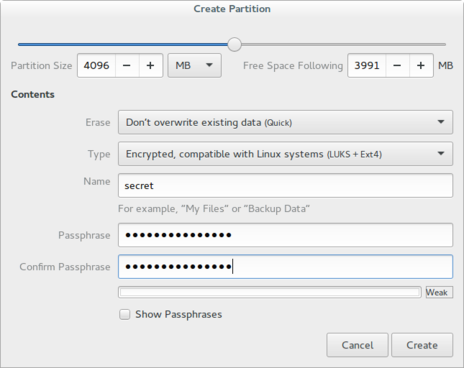 Create Partition
Partition Size 4096 − + MB Free Space Following 3991 − + MB
Contents
Erase Don't overwrite existing data (Quick)
Type Encrypted, compatible with Linux systems (LUKS + Ext4)
Name secret
For example, "My Files" or "Backup Data"
Passphrase ●●●●●●●●●●●●●●●
Confirm Passphrase ●●●●●●●●●●●●●●●
Weak
Show Passphrases
Cancel Create